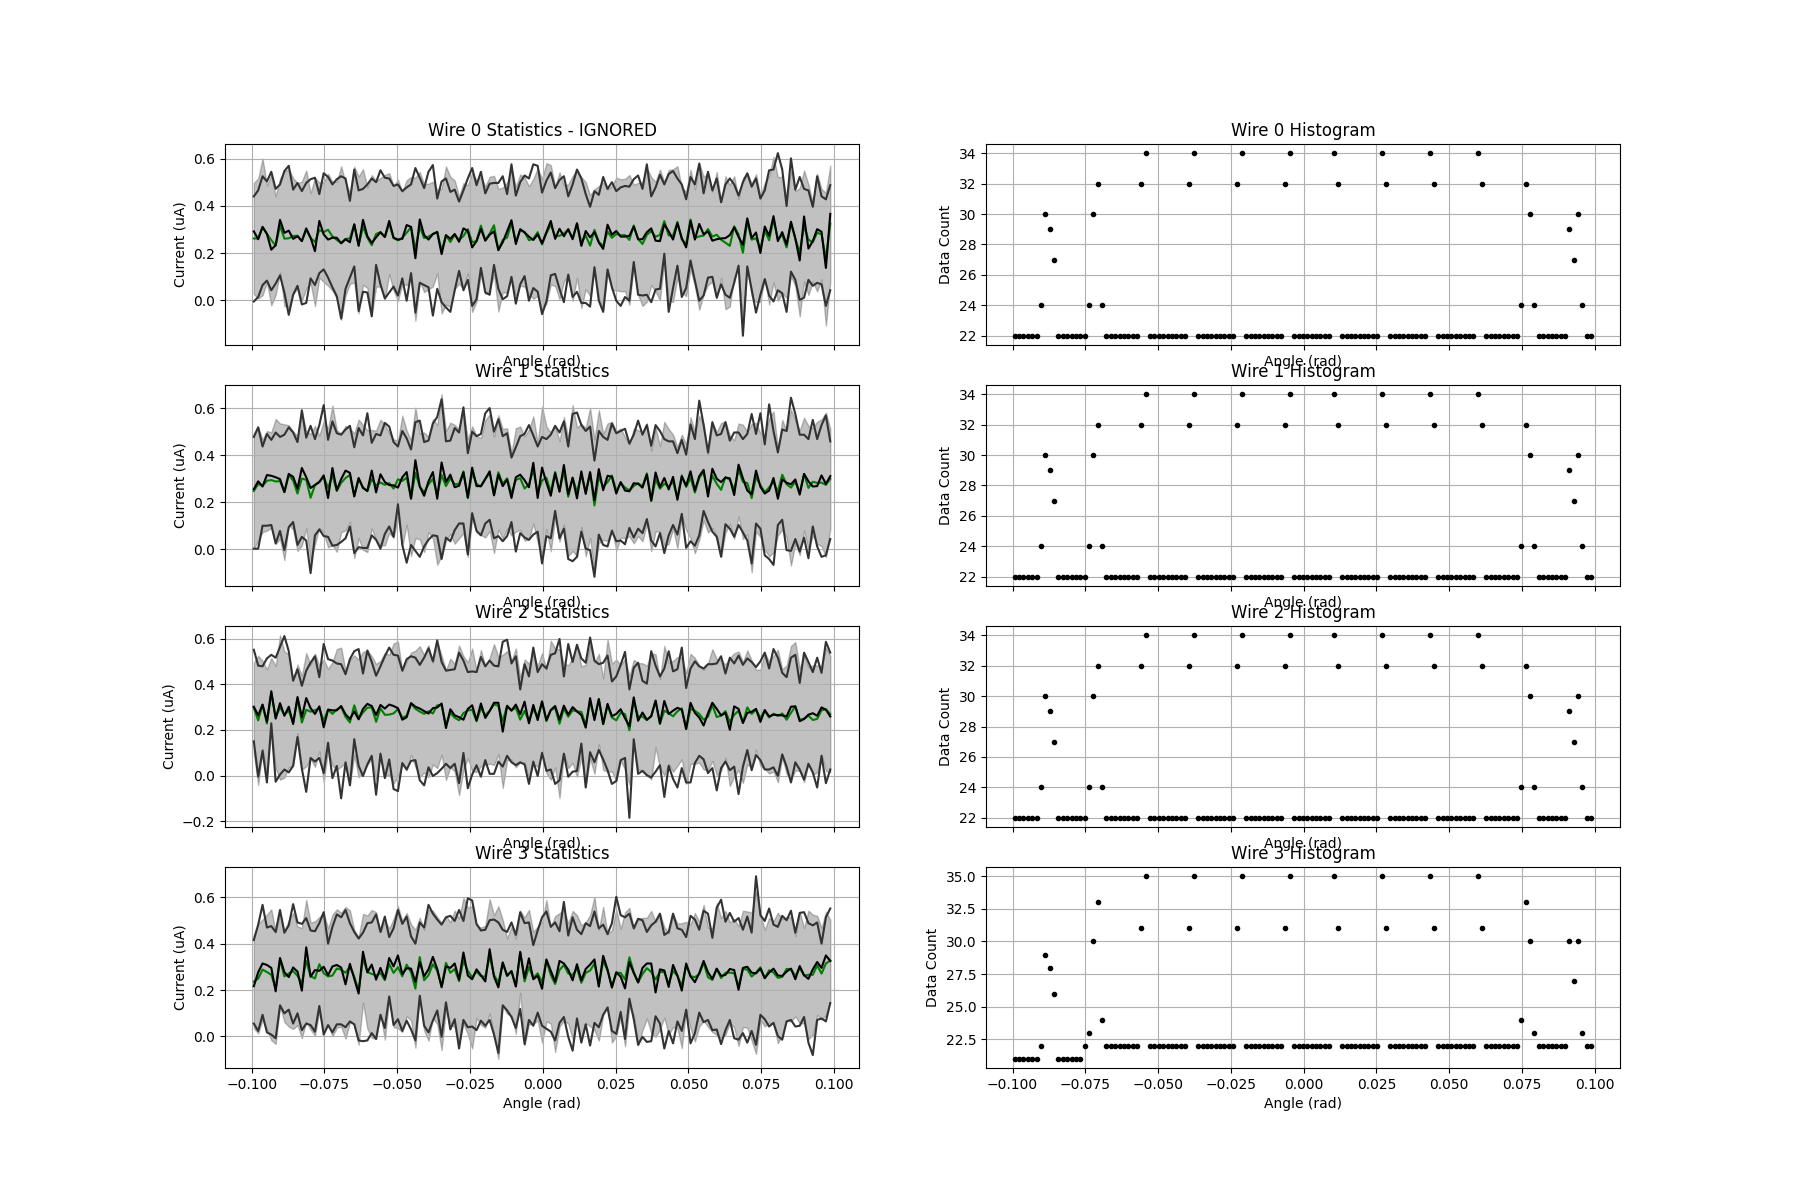 Wire 0 Statistics - IGNORED
Current (uA)
0.6
0.4
0.2
0.0
Angle (rad)
Wire 0 Histogram
Data Count
34
32
30
28
26
24
22
Angle (rad)
Wire 1 Statistics
Current (uA)
0.6
0.4
0.2
0.0
Angle (rad)
Wire 1 Histogram
Data Count
34
32
30
28
26
24
22
Angle (rad)
Wire 2 Statistics
Current (uA)
0.6
0.4
0.2
0.0
−0.2
Angle (rad)
Wire 2 Histogram
Data Count
34
32
30
28
26
24
22
Angle (rad)
Wire 3 Statistics
Current (uA)
0.6
0.4
0.2
0.0
−0.100 −0.075 −0.050 −0.025 0.000 0.025 0.050 0.075 0.100
Angle (rad)
Wire 3 Histogram
Data Count
35.0
32.5
30.0
27.5
25.0
22.5
−0.100 −0.075 −0.050 −0.025 0.000 0.025 0.050 0.075 0.100
Angle (rad)